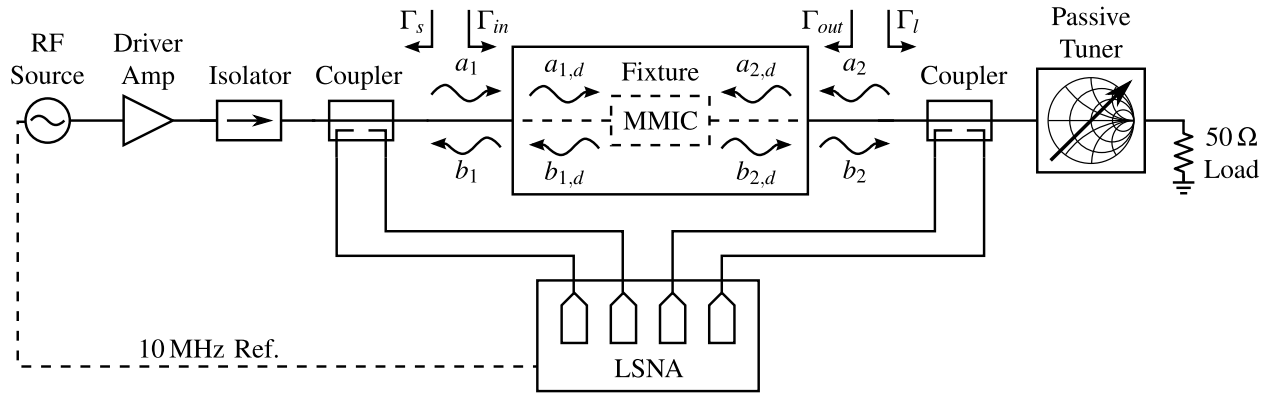 Γs
Γin
Γout
Γl
Passive
Tuner
RF
Source
Driver
Amp
Isolator
Coupler
a1
a1,d
Fixture
a2,d
a2
Coupler
MMIC
b1
b1,d
b2,d
b2
50 Ω
Load
10 MHz Ref.
LSNA